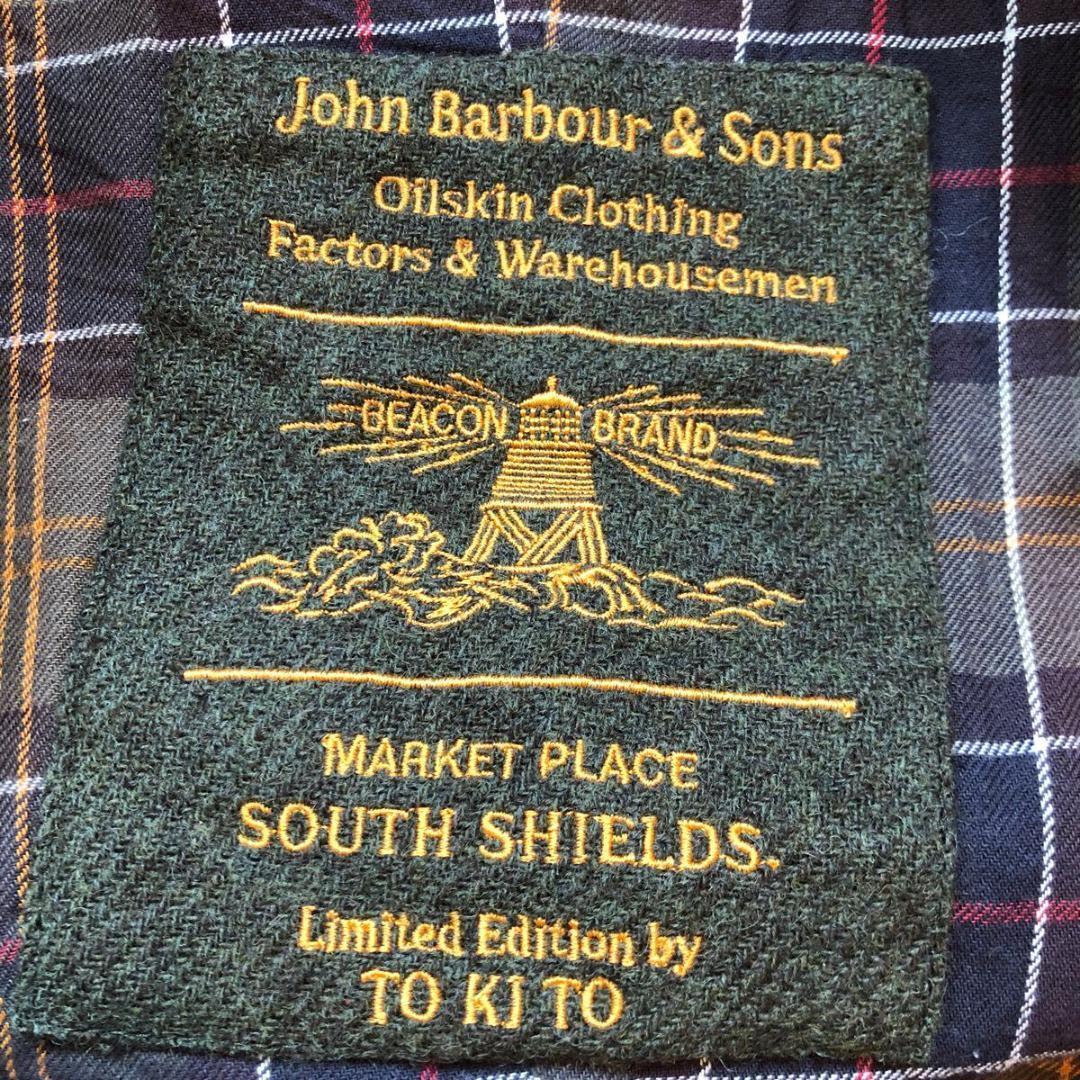 John Barbour & Sons
Oilskin Clothing
Factors & Warehousemen
BEACON BRAND
MARKET PLACE
SOUTH SHIELDS.
Limited Edition by
TO KI TO